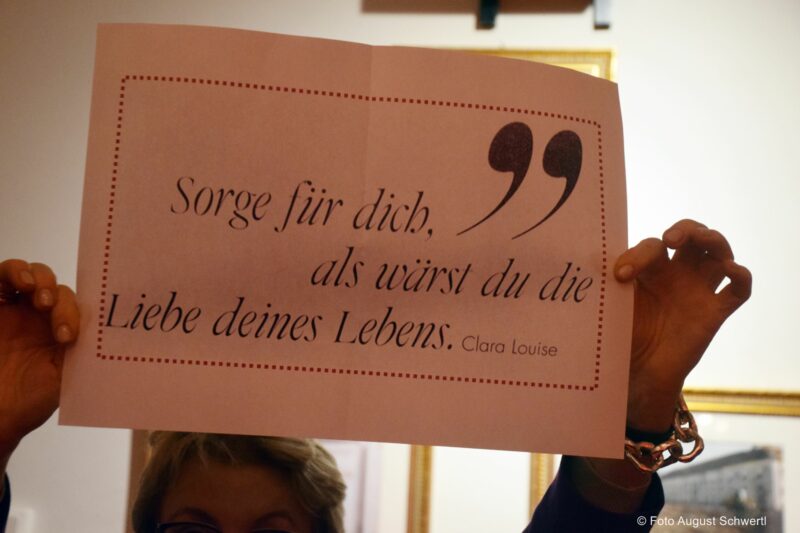 ”
Sorge für dich,
als wärst du die
Liebe deines Lebens. Clara Louise
© Foto August Schwertl